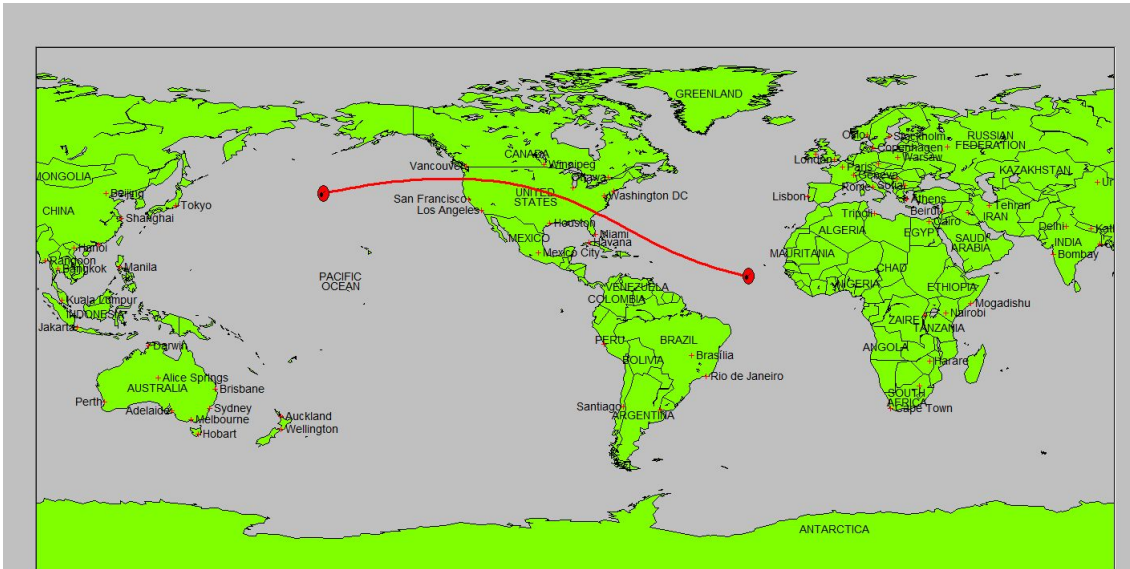 GREENLAND
Oslo
Stockholm
RUSSIAN
FEDERATION
Copenhagen
Warsaw
London
Paris
Geneva
CANADA
Vancouver
Winnipeg
Ottawa
KAZAKHSTAN
MONGOLIA
Beijing
Rome
Sofia
UNITED
STATES
Washington DC
San Francisco
Los Angeles
Lisbon
Athens
Tokyo
CHINA
Shanghai
Tripoli
Beirut
Tehran
IRAN
Cairo
Houston
ALGERIA
EGYPT
Delhi
Miami
MEXICO
Havana
SAUDI
ARABIA
INDIA
Hanoi
Mexico City
MAURITANIA
Bombay
Rangoon
Bangkok
Manila
CHAD
PACIFIC
OCEAN
NIGERIA
ETHIOPIA
VENEZUELA
COLOMBIA
Kuala Lumpur
Mogadishu
INDONESIA
Nairobi
ZAIRE
TANZANIA
Jakarta
PERU
BRAZIL
Darwin
ANGOLA
Brasília
BOLIVIA
Harare
Alice Springs
Rio de Janeiro
AUSTRALIA
Brisbane
SOUTH
AFRICA
Perth
Adelaide
Sydney
Santiago
Cape Town
Melbourne
Auckland
ARGENTINA
Wellington
Hobart
ANTARCTICA